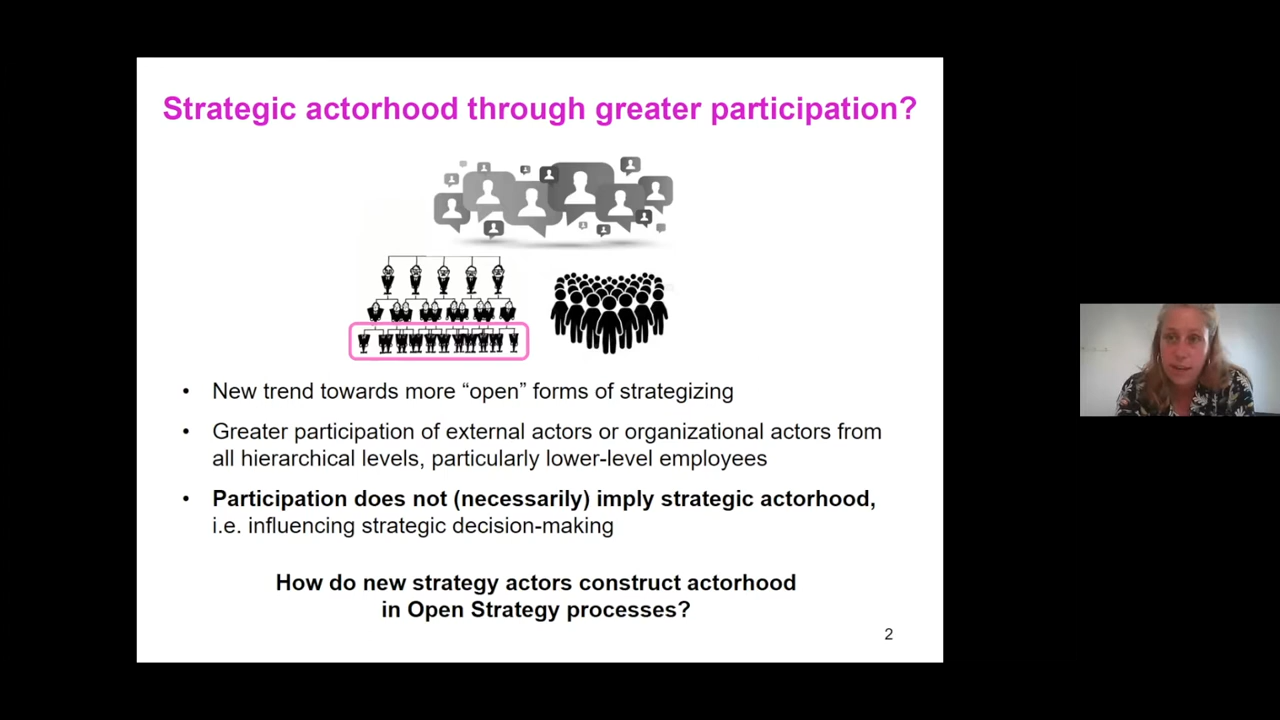 Strategic actorhood through greater participation?
• New trend towards more “open” forms of strategizing
• Greater participation of external actors or organizational actors from
all hierarchical levels, particularly lower-level employees
• Participation does not (necessarily) imply strategic actorhood,
i.e. influencing strategic decision-making
How do new strategy actors construct actorhood
in Open Strategy processes?
2